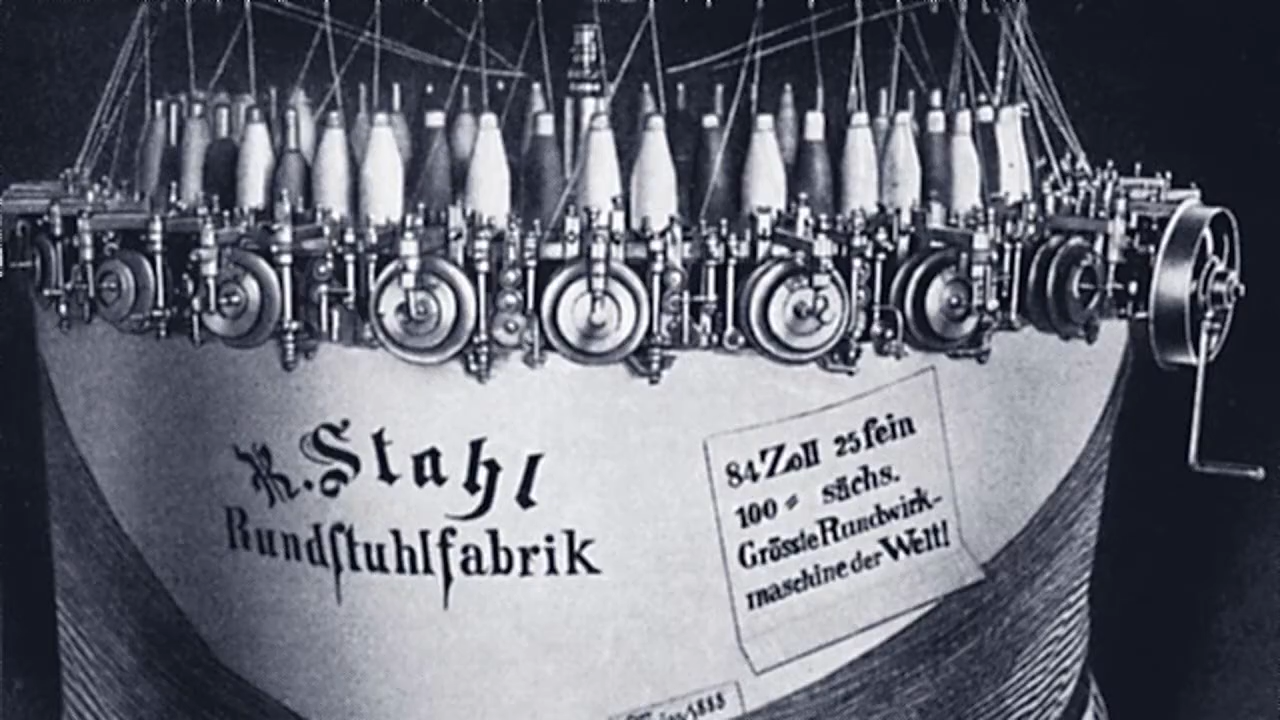 R. Stahl
Rundſtuhlfabrik
84 Zoll 25 fein
100 = sächs.
Grösste Rundwirk-
maschine der Welt!